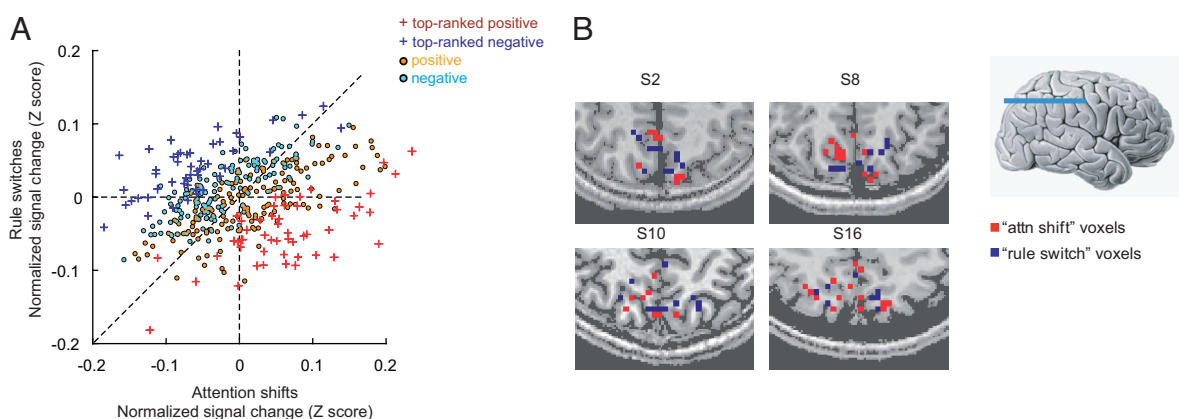 A
+ top-ranked positive
+ top-ranked negative
positive
negative
Rule switches
Normalized signal change (Z score)
0.2
0.1
0
-0.1
-0.2
-0.2
-0.1
0
0.1
0.2
Attention shifts
Normalized signal change (Z score)
B
S2
S8
S10
S16
"attn shift" voxels
"rule switch" voxels